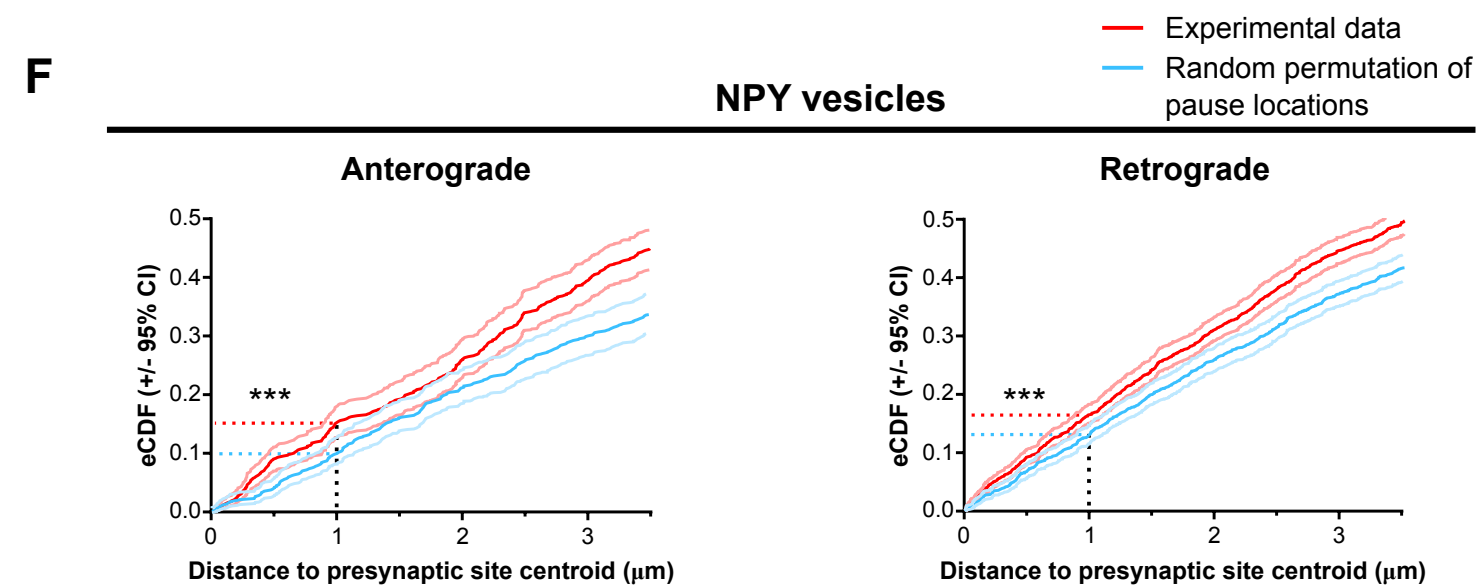 F
Experimental data
Random permutation of
pause locations
NPY vesicles
Anterograde
Retrograde
eCDF (+/- 95% CI)
0.5
0.4
0.3
0.2
0.1
0.0
***
0
1
2
3
Distance to presynaptic site centroid (μm)
eCDF (+/- 95% CI)
0.5
0.4
0.3
0.2
0.1
0.0
***
0
1
2
3
Distance to presynaptic site centroid (μm)